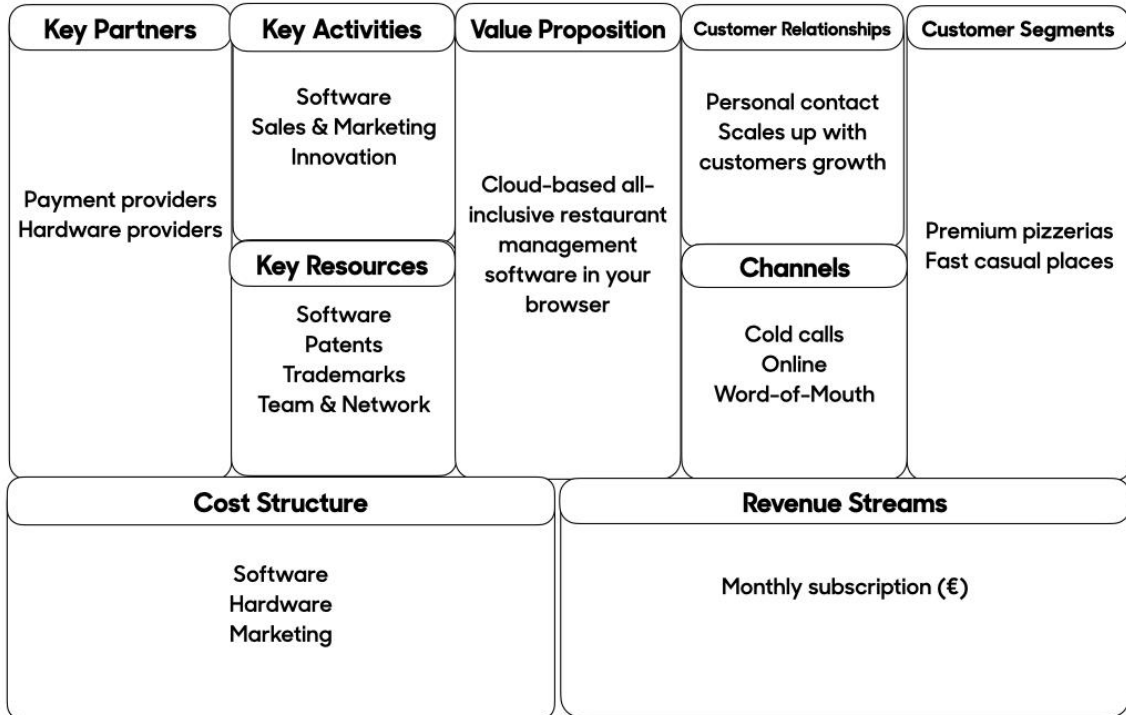 Key Partners
Payment providers
Hardware providers
Key Activities
Software
Sales & Marketing
Innovation
Key Resources
Software
Patents
Trademarks
Team & Network
Value Proposition
Cloud-based all-
inclusive restaurant
management
software in your
browser
Customer Relationships
Personal contact
Scales up with
customers growth
Channels
Cold calls
Online
Word-of-Mouth
Customer Segments
Premium pizzerias
Fast casual places
Cost Structure
Software
Hardware
Marketing
Revenue Streams
Monthly subscription (€)